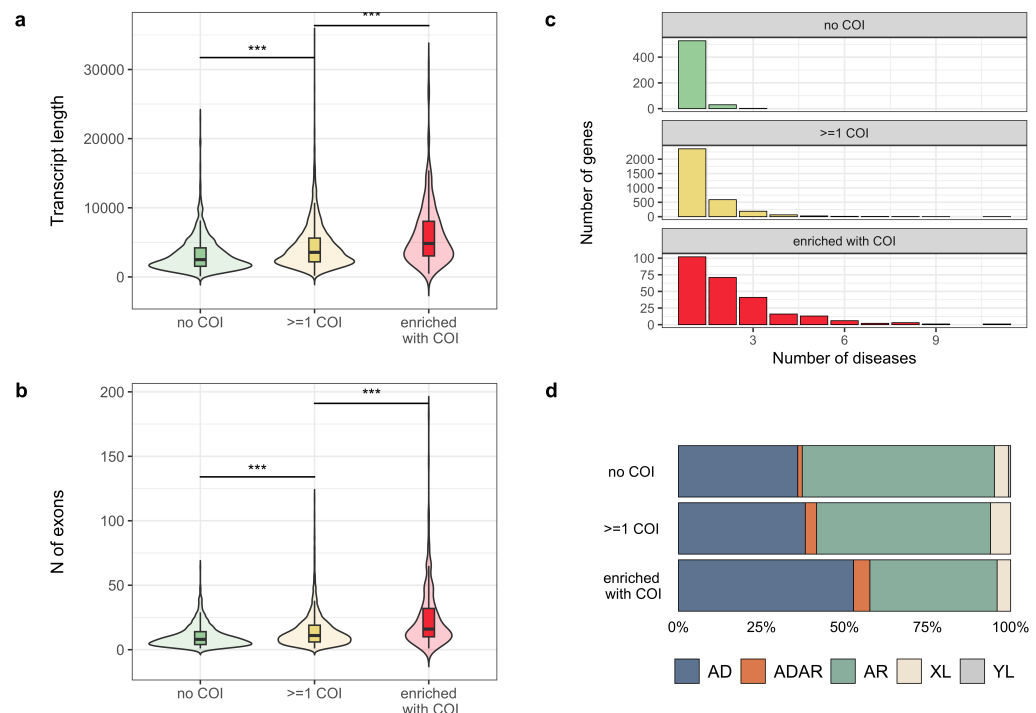 a
Transcript length
30000
20000
10000
0
***
***
no COI
>=1 COI
enriched
with COI
b
N of exons
200
150
100
50
0
***
***
no COI
>=1 COI
enriched
with COI
c
Number of genes
no COI
400
200
0
>=1 COI
2000
1500
1000
500
0
enriched with COI
100
75
50
25
0
3
6
9
Number of diseases
d
no COI
>=1 COI
enriched
with COI
0%
25%
50%
75%
100%
AD
ADAR
AR
XL
YL